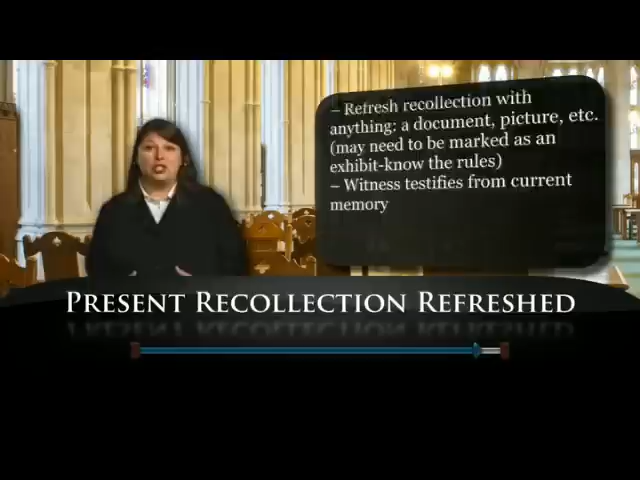 – Refresh recollection with
anything: a document, picture, etc.
(may need to be marked as an
exhibit-know the rules)
– Witness testifies from current
memory
PRESENT RECOLLECTION REFRESHED